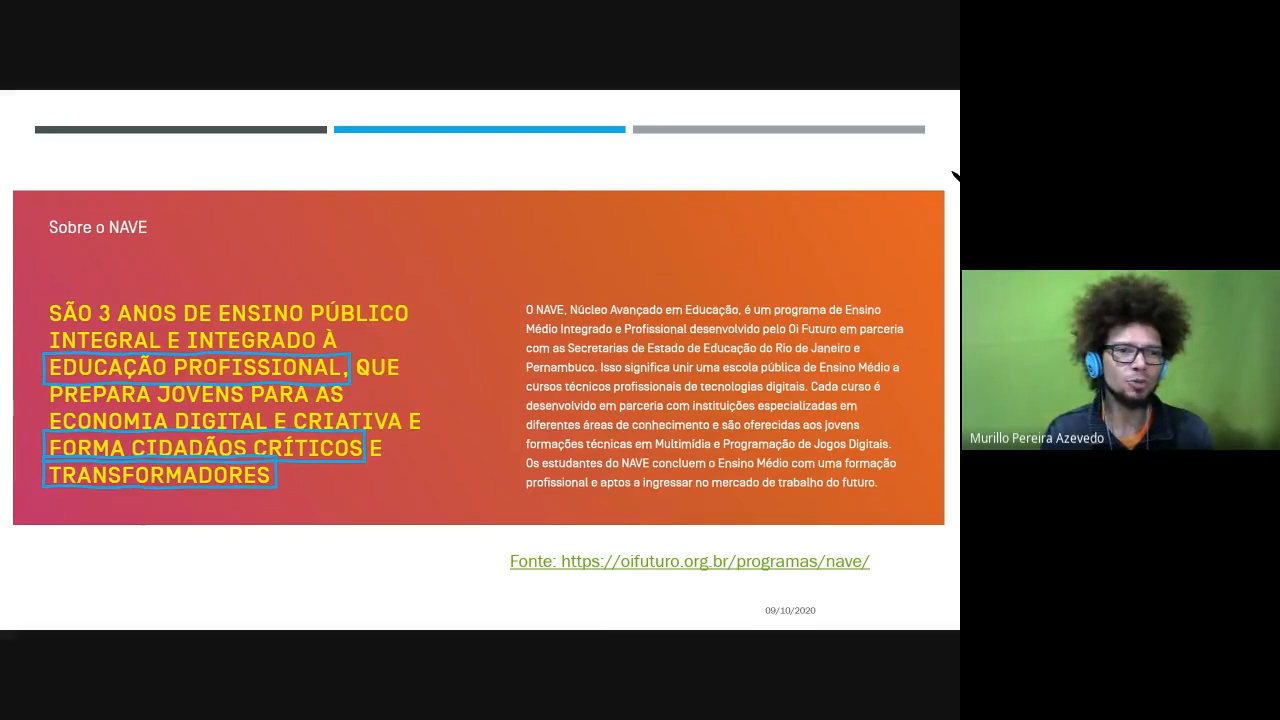 Sobre o NAVE
SÃO 3 ANOS DE ENSINO PÚBLICO
INTEGRAL E INTEGRADO À
EDUCAÇÃO PROFISSIONAL, QUE
PREPARA JOVENS PARA AS
ECONOMIA DIGITAL E CRIATIVA E
FORMA CIDADÃOS CRÍTICOS E
TRANSFORMADORES
O NAVE, Núcleo Avançado em Educação, é um programa de Ensino
Médio Integrado e Profissional desenvolvido pelo Oi Futuro em parceria
com as Secretarias de Estado de Educação do Rio de Janeiro e
Pernambuco. Isso significa unir uma escola pública de Ensino Médio a
cursos técnicos profissionais de tecnologias digitais. Cada curso é
desenvolvido em parceria com instituições especializadas em
diferentes áreas de conhecimento e são oferecidas aos jovens
formações técnicas em Multimídia e Programação de Jogos Digitais.
Os estudantes do NAVE concluem o Ensino Médio com uma formação
profissional e aptos a ingressar no mercado de trabalho do futuro.
Fonte: https://oifuturo.org.br/programas/nave/
09/10/2020
Murillo Pereira Azevedo